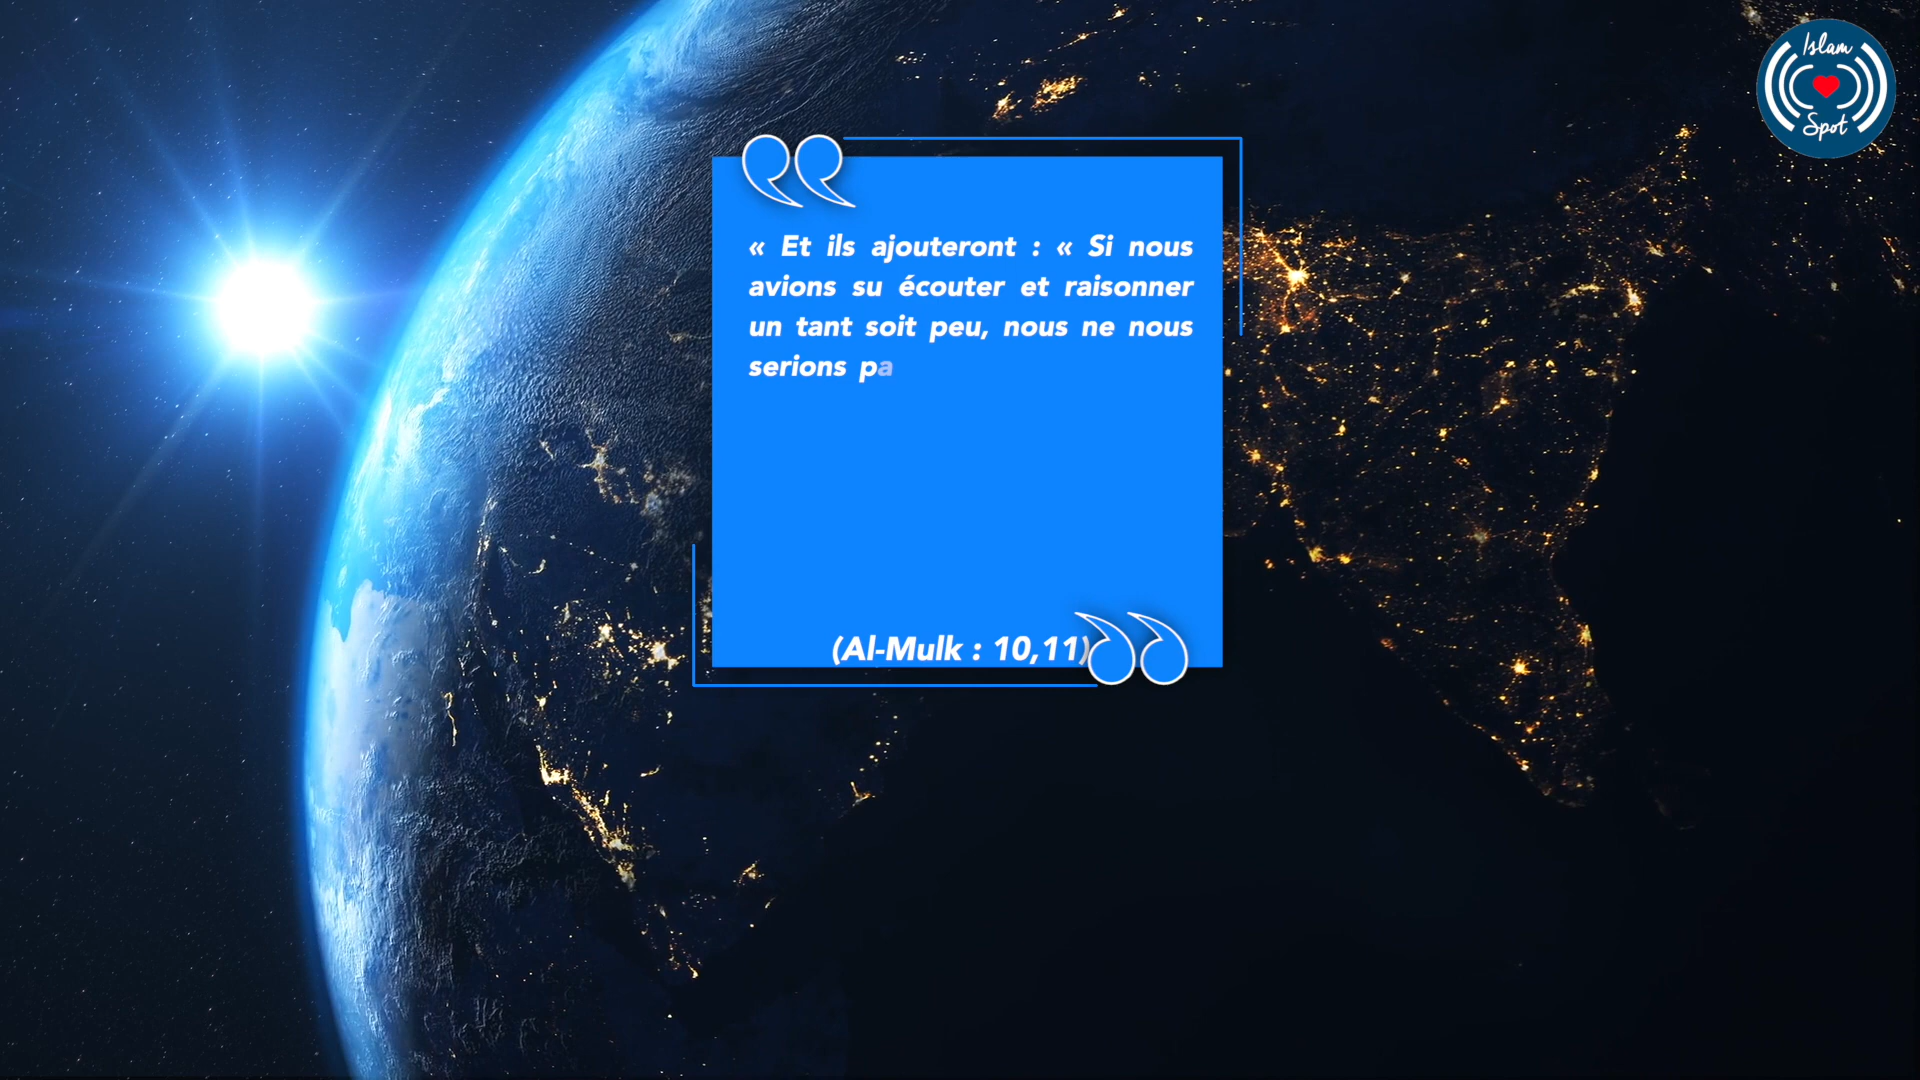 Islam
Spot
« Et ils ajouteront : « Si nous
avions su écouter et raisonner
un tant soit peu, nous ne nous
serions pa
(Al-Mulk : 10,11)